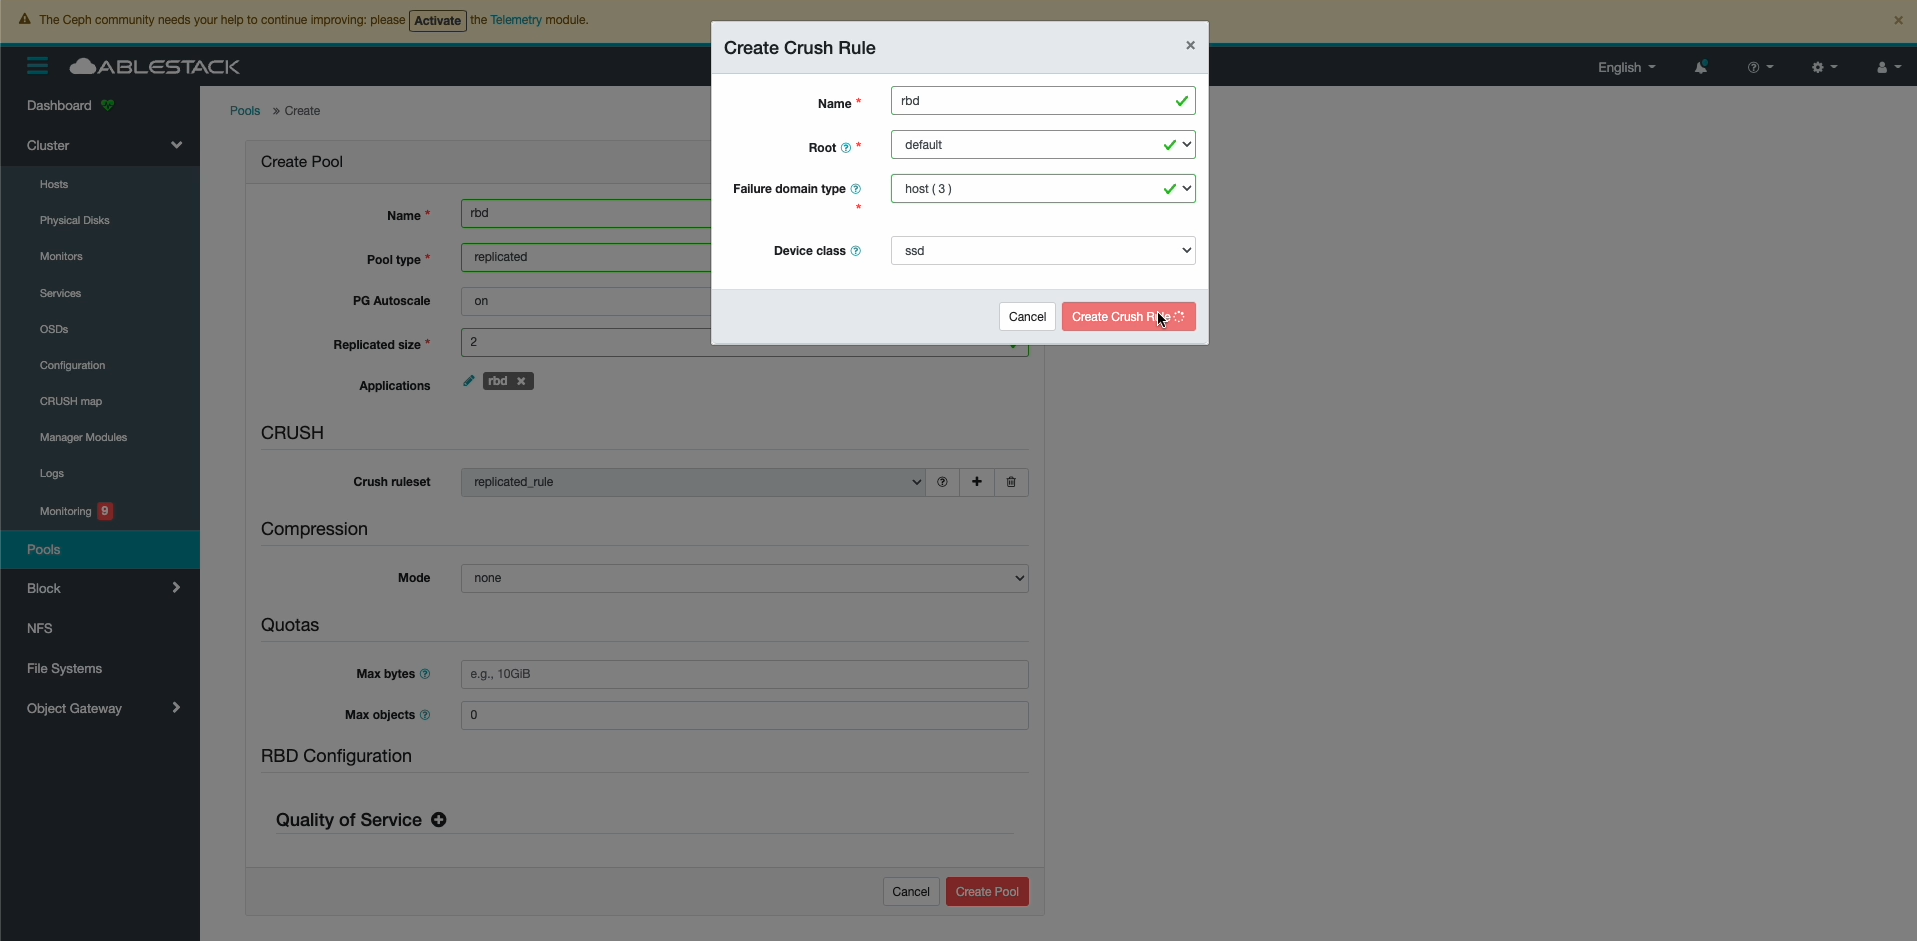 The Ceph community needs your help to continue improving: please Activate the Telemetry module. ×
ABLESTACK English
Dashboard
Cluster
Hosts
Physical Disks
Monitors
Services
OSDs
Configuration
CRUSH map
Manager Modules
Logs
Monitoring 9
Pools
Block
NFS
File Systems
Object Gateway
Pools » Create
Create Pool
Name * rbd
Pool type * replicated
PG Autoscale on
Replicated size * 2
Applications rbd ×
CRUSH
Crush ruleset replicated_rule
Compression
Mode none
Quotas
Max bytes e.g., 10GiB
Max objects 0
RBD Configuration
Quality of Service
Cancel Create Pool
Create Crush Rule ×
Name * rbd
Root * default
Failure domain type * host ( 3 )
Device class ssd
Cancel Create Crush Rule